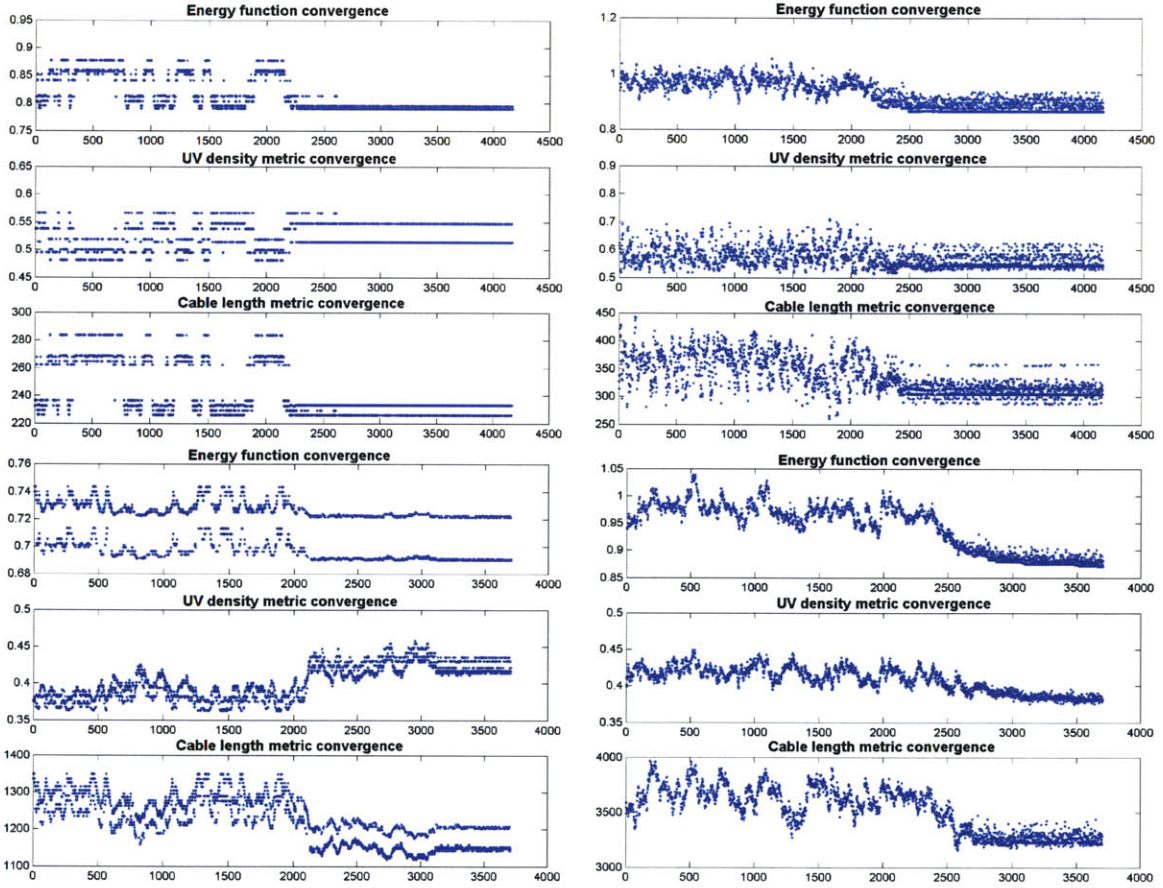 Energy function convergence
0.95
0.9
0.85
0.8
0.75
0 500 1000 1500 2000 2500 3000 3500 4000 4500
UV density metric convergence
0.65
0.6
0.55
0.5
0.45
0 500 1000 1500 2000 2500 3000 3500 4000 4500
Cable length metric convergence
300
280
260
240
220
0 500 1000 1500 2000 2500 3000 3500 4000 4500
Energy function convergence
0.76
0.74
0.72
0.7
0.68
0 500 1000 1500 2000 2500 3000 3500 4000
UV density metric convergence
0.5
0.45
0.4
0.35
0 500 1000 1500 2000 2500 3000 3500 4000
Cable length metric convergence
1400
1300
1200
1100
0 500 1000 1500 2000 2500 3000 3500 4000
Energy function convergence
1.2
1
0.8
0 500 1000 1500 2000 2500 3000 3500 4000 4500
UV density metric convergence
0.9
0.8
0.7
0.6
0.5
0 500 1000 1500 2000 2500 3000 3500 4000 4500
Cable length metric convergence
450
400
350
300
250
0 500 1000 1500 2000 2500 3000 3500 4000 4500
Energy function convergence
1.05
1
0.95
0.9
0.85
0 500 1000 1500 2000 2500 3000 3500 4000
UV density metric convergence
0.5
0.45
0.4
0.35
0 500 1000 1500 2000 2500 3000 3500 4000
Cable length metric convergence
4000
3500
3000
0 500 1000 1500 2000 2500 3000 3500 4000